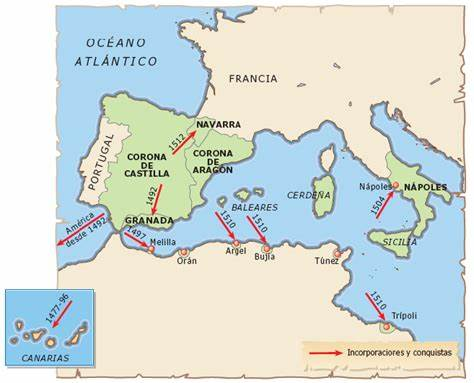 OCÉANO
ATLÁNTICO
FRANCIA
NAVARRA
1512
PORTUGAL
CORONA
DE
CASTILLA
CORONA
DE
ARAGÓN
1492
GRANADA
BALEARES
CERDEÑA
Nápoles
NÁPOLES
1504
SICILIA
América
desde 1492
1497
Melilla
Orán
1510
Argel
1510
Bujía
Túnez
1510
Trípoli
1477-96
CANARIAS
Incorporaciones y conquistas